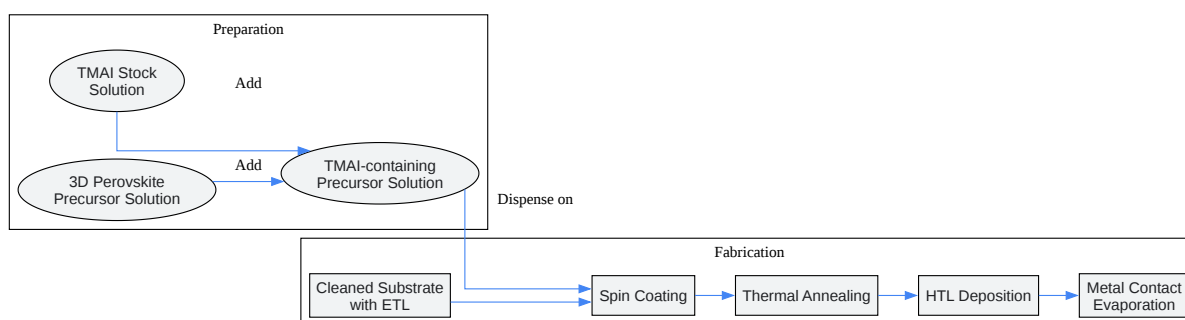 Preparation
TMAI Stock
Solution
Add
3D Perovskite
Precursor Solution
Add
TMAI-containing
Precursor Solution
Dispense on
Fabrication
Cleaned Substrate
with ETL
Spin Coating
Thermal Annealing
HTL Deposition
Metal Contact
Evaporation